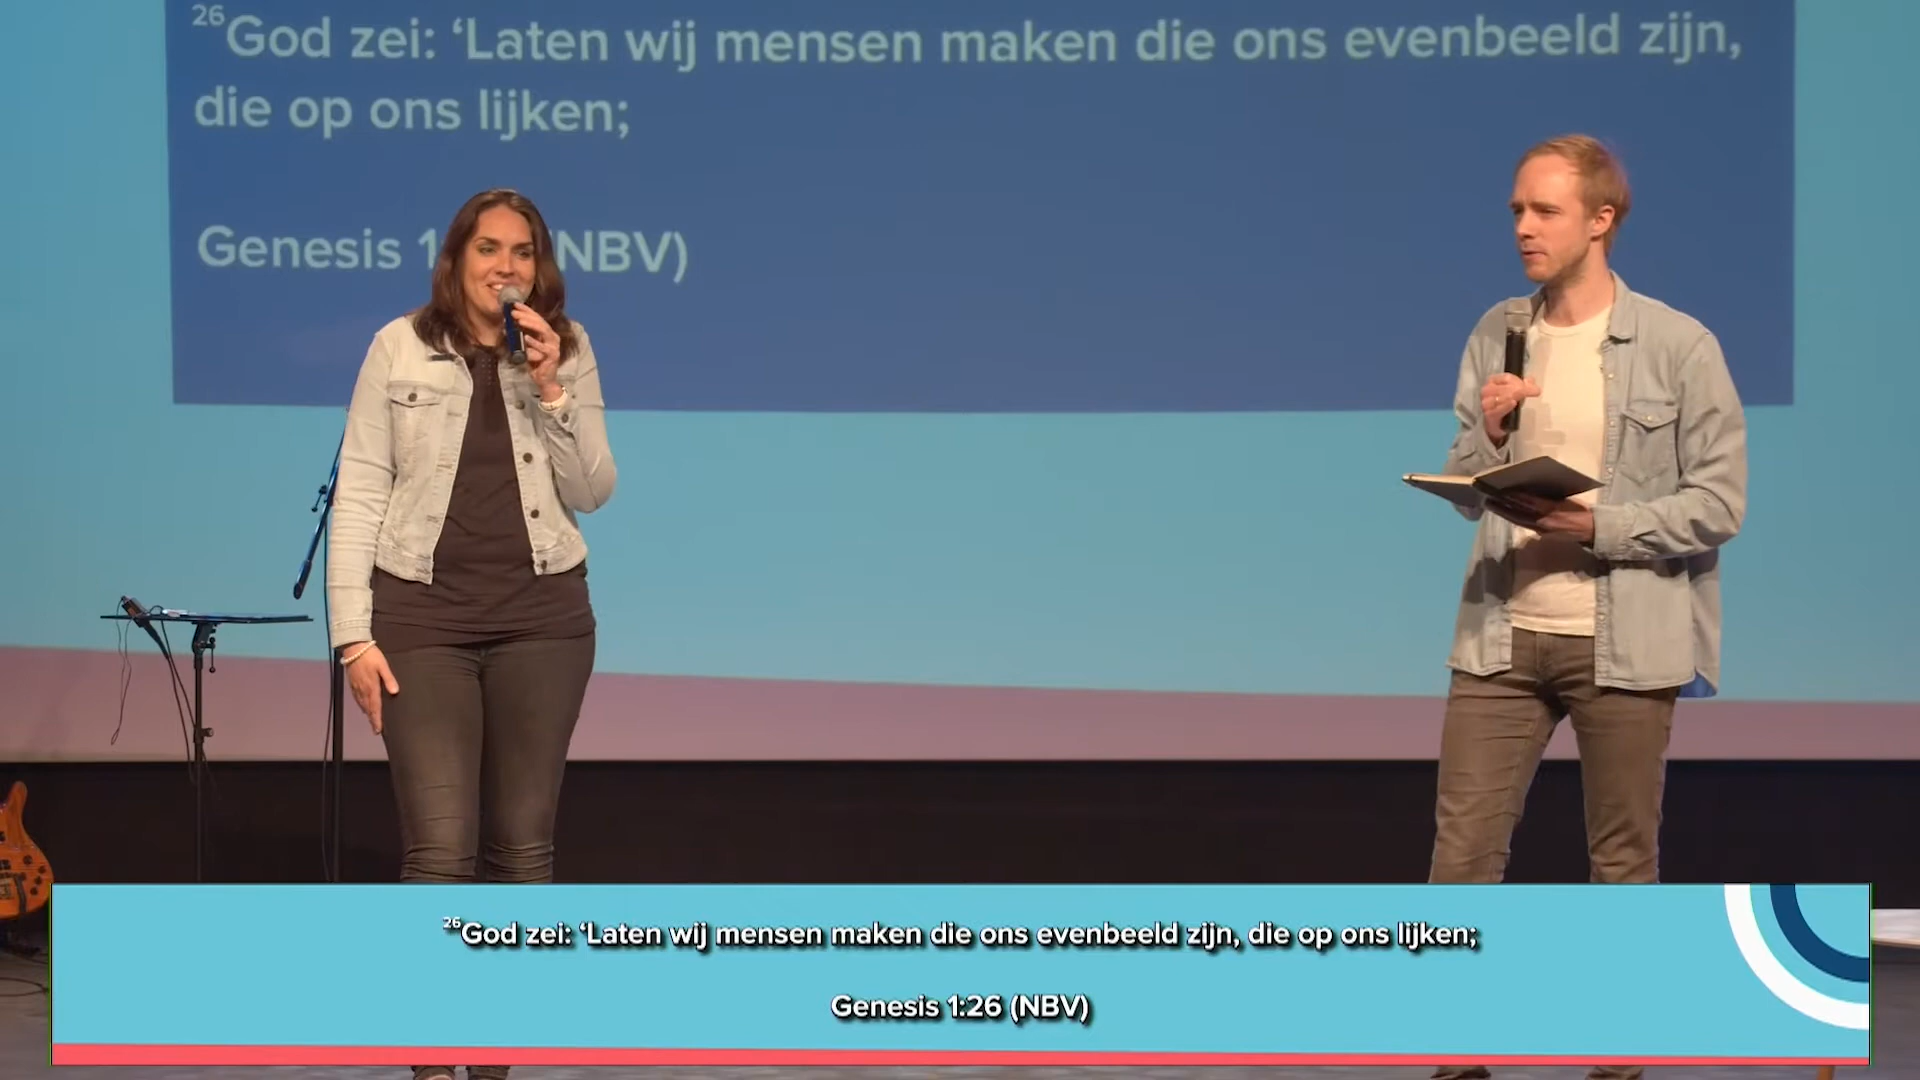 26God zei: ‘Laten wij mensen maken die ons evenbeeld zijn,
die op ons lijken;
Genesis 1 NBV)
26God zei: ‘Laten wij mensen maken die ons evenbeeld zijn, die op ons lijken;
Genesis 1:26 (NBV)